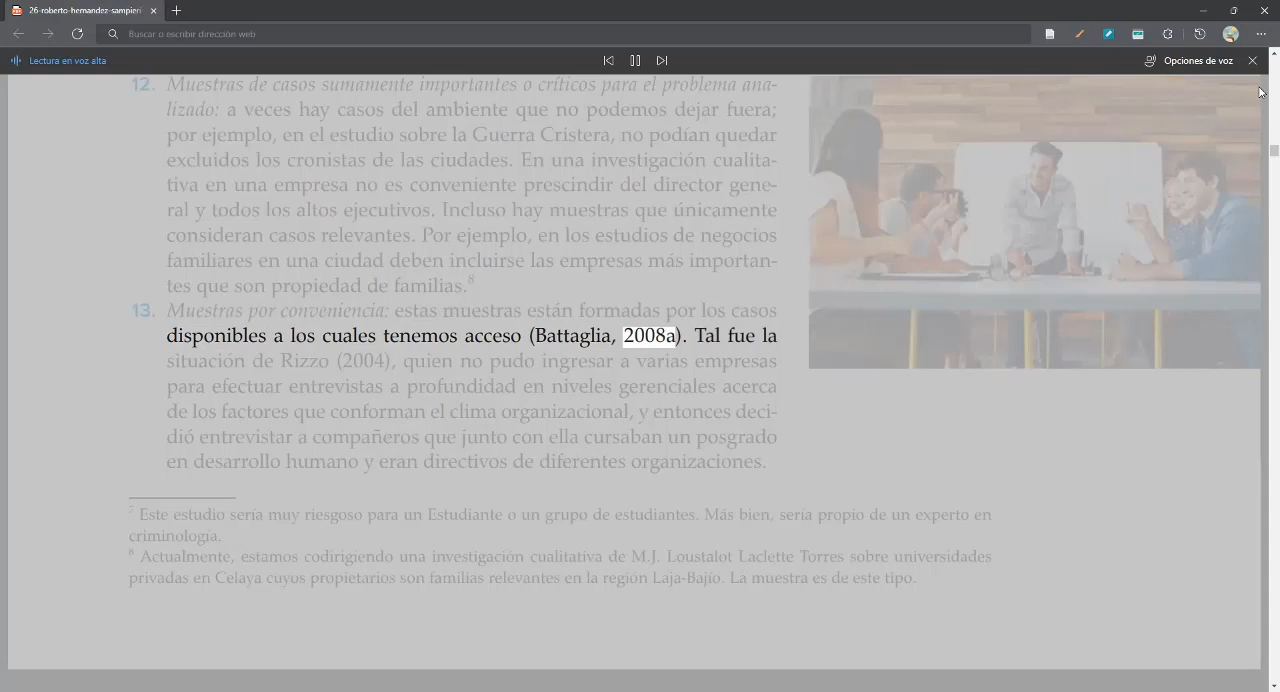 26-roberto-hernandez-sampieri
Buscar o escribir dirección web
Lectura en voz alta
Opciones de voz
12. Muestras de casos sumamente importantes o críticos para el problema ana-
lizado: a veces hay casos del ambiente que no podemos dejar fuera;
por ejemplo, en el estudio sobre la Guerra Cristera, no podían quedar
excluidos los cronistas de las ciudades. En una investigación cualita-
tiva en una empresa no es conveniente prescindir del director gene-
ral y todos los altos ejecutivos. Incluso hay muestras que únicamente
consideran casos relevantes. Por ejemplo, en los estudios de negocios
familiares en una ciudad deben incluirse las empresas más importan-
tes que son propiedad de familias.8
13. Muestras por conveniencia: estas muestras están formadas por los casos
disponibles a los cuales tenemos acceso (Battaglia, 2008a). Tal fue la
situación de Rizzo (2004), quien no pudo ingresar a varias empresas
para efectuar entrevistas a profundidad en niveles gerenciales acerca
de los factores que conforman el clima organizacional, y entonces deci-
dió entrevistar a compañeros que junto con ella cursaban un posgrado
en desarrollo humano y eran directivos de diferentes organizaciones.
7 Este estudio sería muy riesgoso para un Estudiante o un grupo de estudiantes. Más bien, sería propio de un experto en
criminología.
8 Actualmente, estamos codirigiendo una investigación cualitativa de M.J. Loustalot Laclette Torres sobre universidades
privadas en Celaya cuyos propietarios son familias relevantes en la región Laja-Bajío. La muestra es de este tipo.